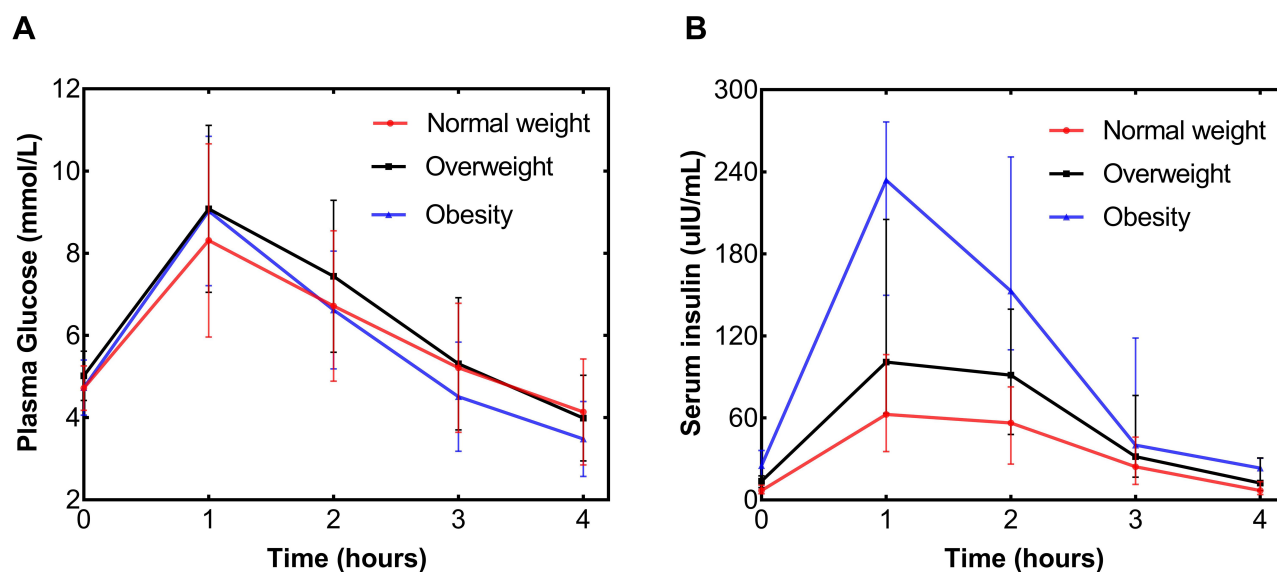 A
Plasma Glucose (mmol/L)
12
10
8
6
4
2
0
1
2
3
4
Time (hours)
Normal weight
Overweight
Obesity
B
Serum insulin (uIU/mL)
300
240
180
120
60
0
0
1
2
3
4
Time (hours)
Normal weight
Overweight
Obesity